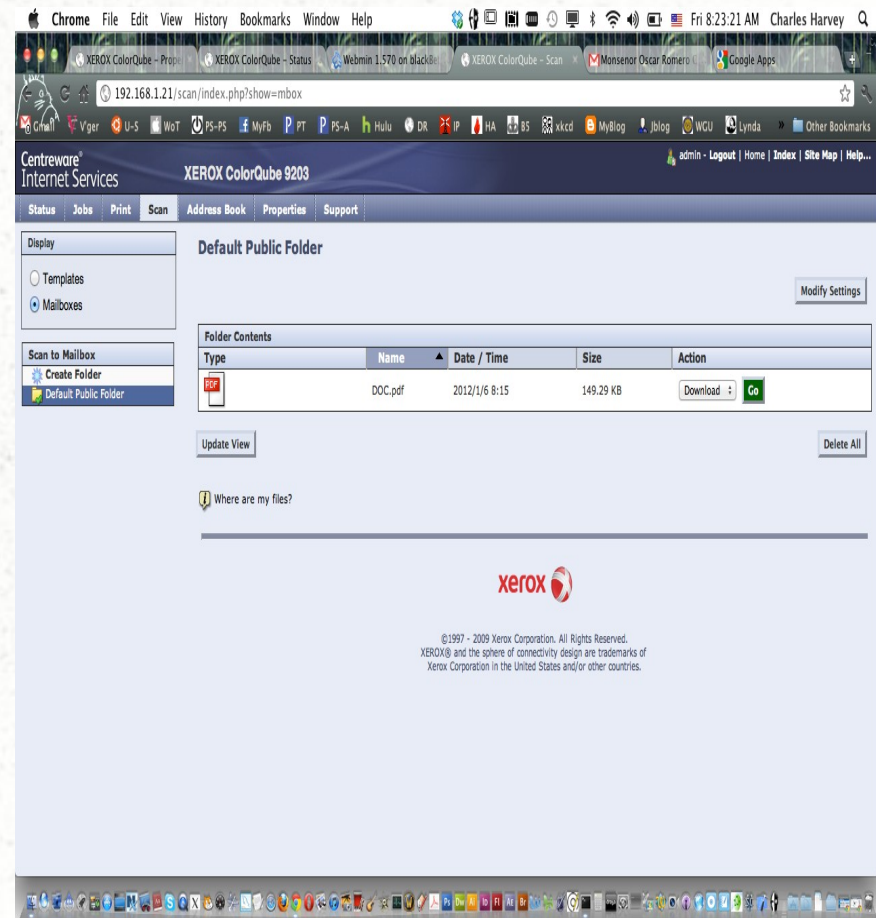 Chrome File Edit View History Bookmarks Window Help Fri 8:23:21 AM Charles Harvey
XEROX ColorQube - Prope XEROX ColorQube - Status Webmin 1.570 on blackBe XEROX ColorQube - Scan Monsenor Oscar Romero Google Apps
192.168.1.21/scan/index.php?show=mbox
Gmail V'ger U-S WoT PS-PS MyFb PT PS-A Hulu DR IP HA BS xkcd MyBlog Jblog WGU Lynda » Other Bookmarks
Centreware®
Internet Services
XEROX ColorQube 9203
admin - Logout | Home | Index | Site Map | Help...
Status Jobs Print Scan Address Book Properties Support
Display
Templates
Mailboxes
Scan to Mailbox
Create Folder
Default Public Folder
Default Public Folder
Modify Settings
Folder Contents
Type Name Date / Time Size Action
PDF DOC.pdf 2012/1/6 8:15 149.29 KB Download Go
Update View Delete All
Where are my files?
xerox
©1997 - 2009 Xerox Corporation. All Rights Reserved.
XEROX® and the sphere of connectivity design are trademarks of
Xerox Corporation in the United States and/or other countries.